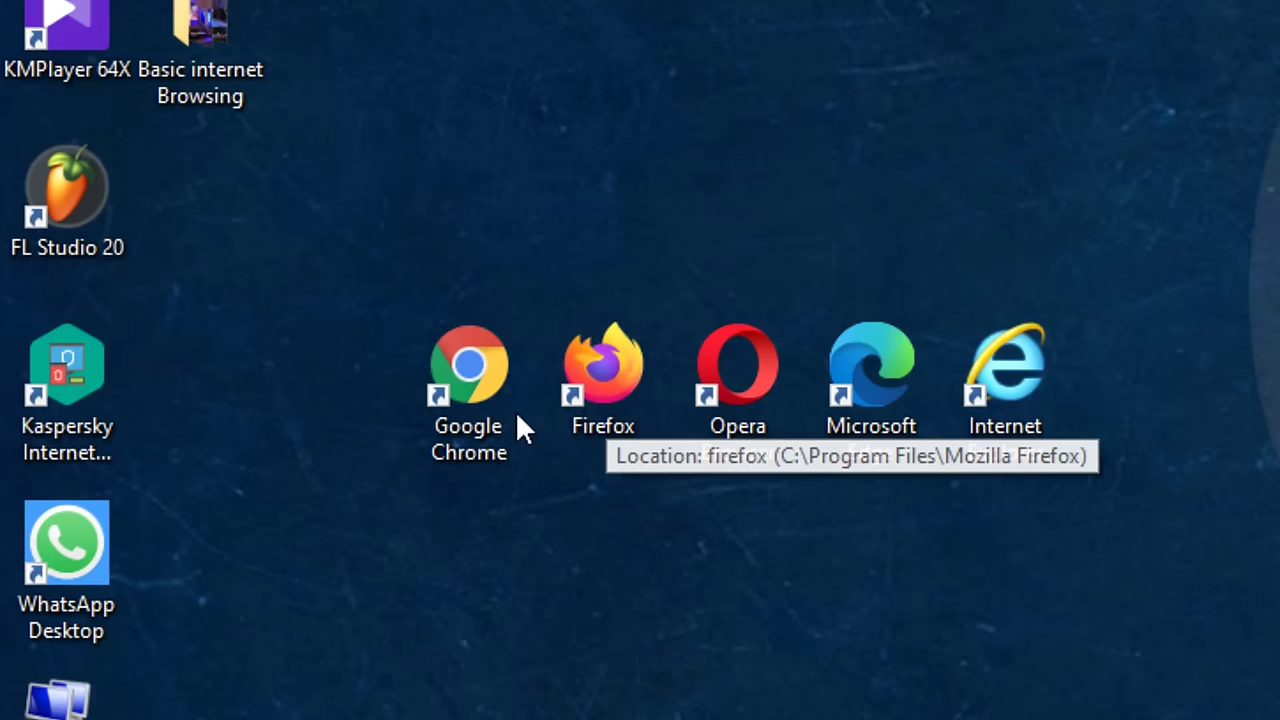 KMPlayer 64X
Basic internet
Browsing
FL Studio 20
Kaspersky
Internet...
Google
Chrome
Firefox
Opera
Microsoft
Internet
Location: firefox (C:\Program Files\Mozilla Firefox)
WhatsApp
Desktop